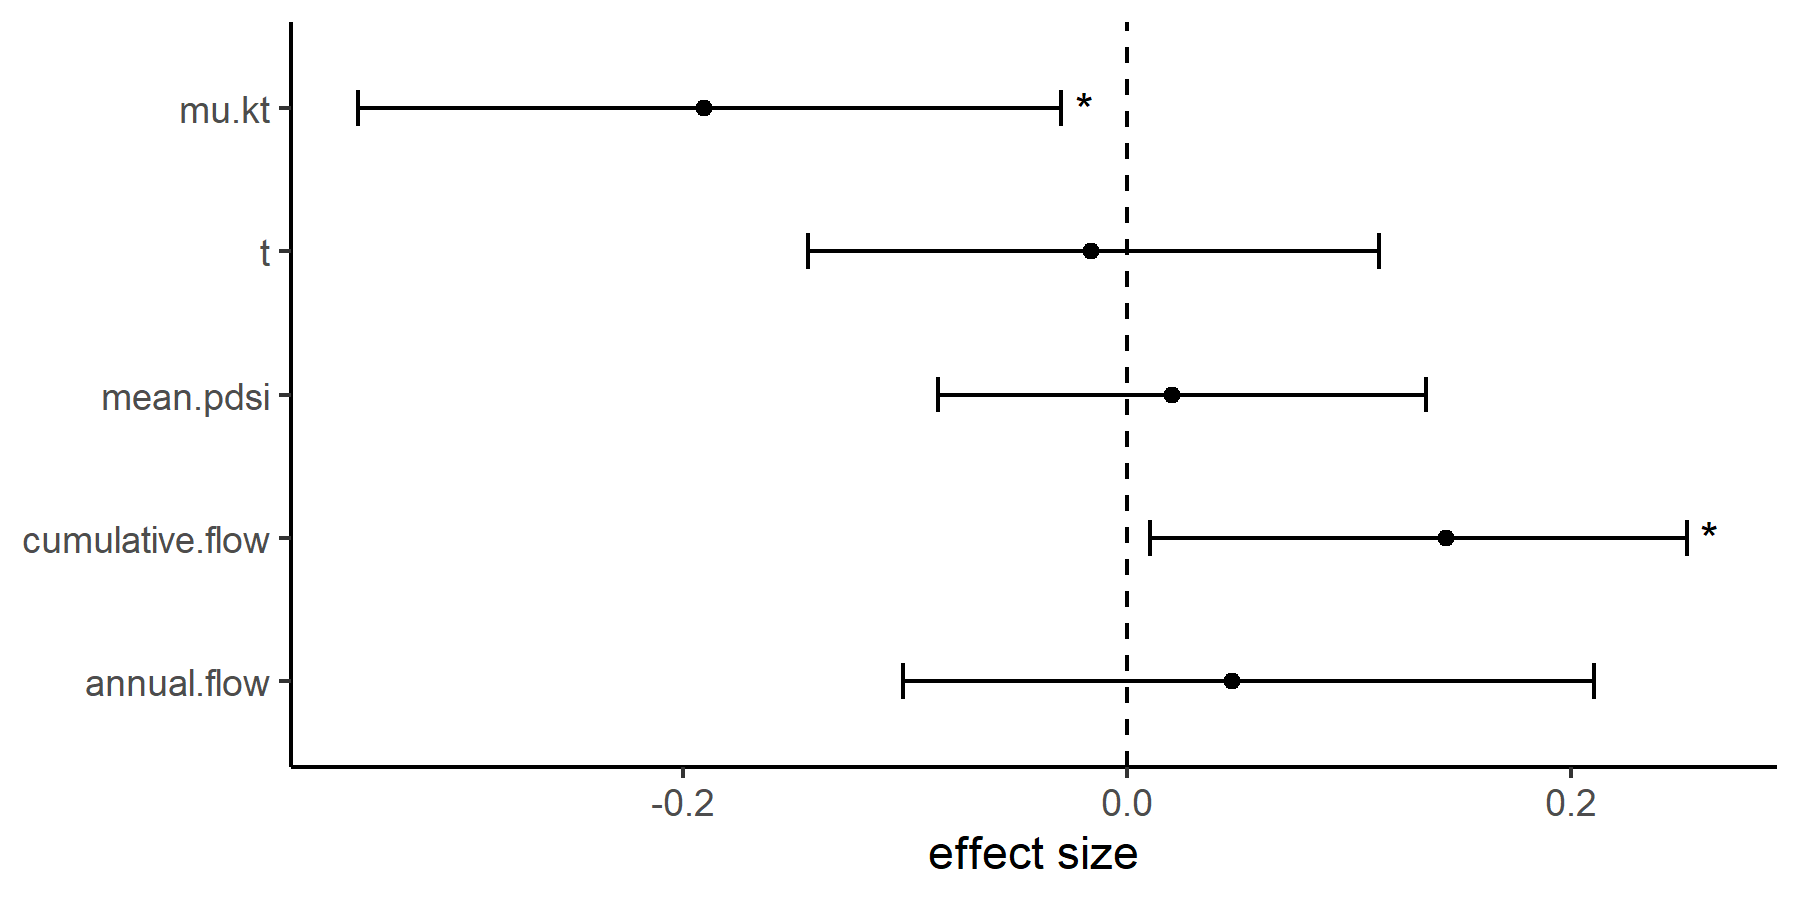 mu.kt *
t
mean.pdsi
cumulative.flow *
annual.flow
-0.2 0.0 0.2
effect size